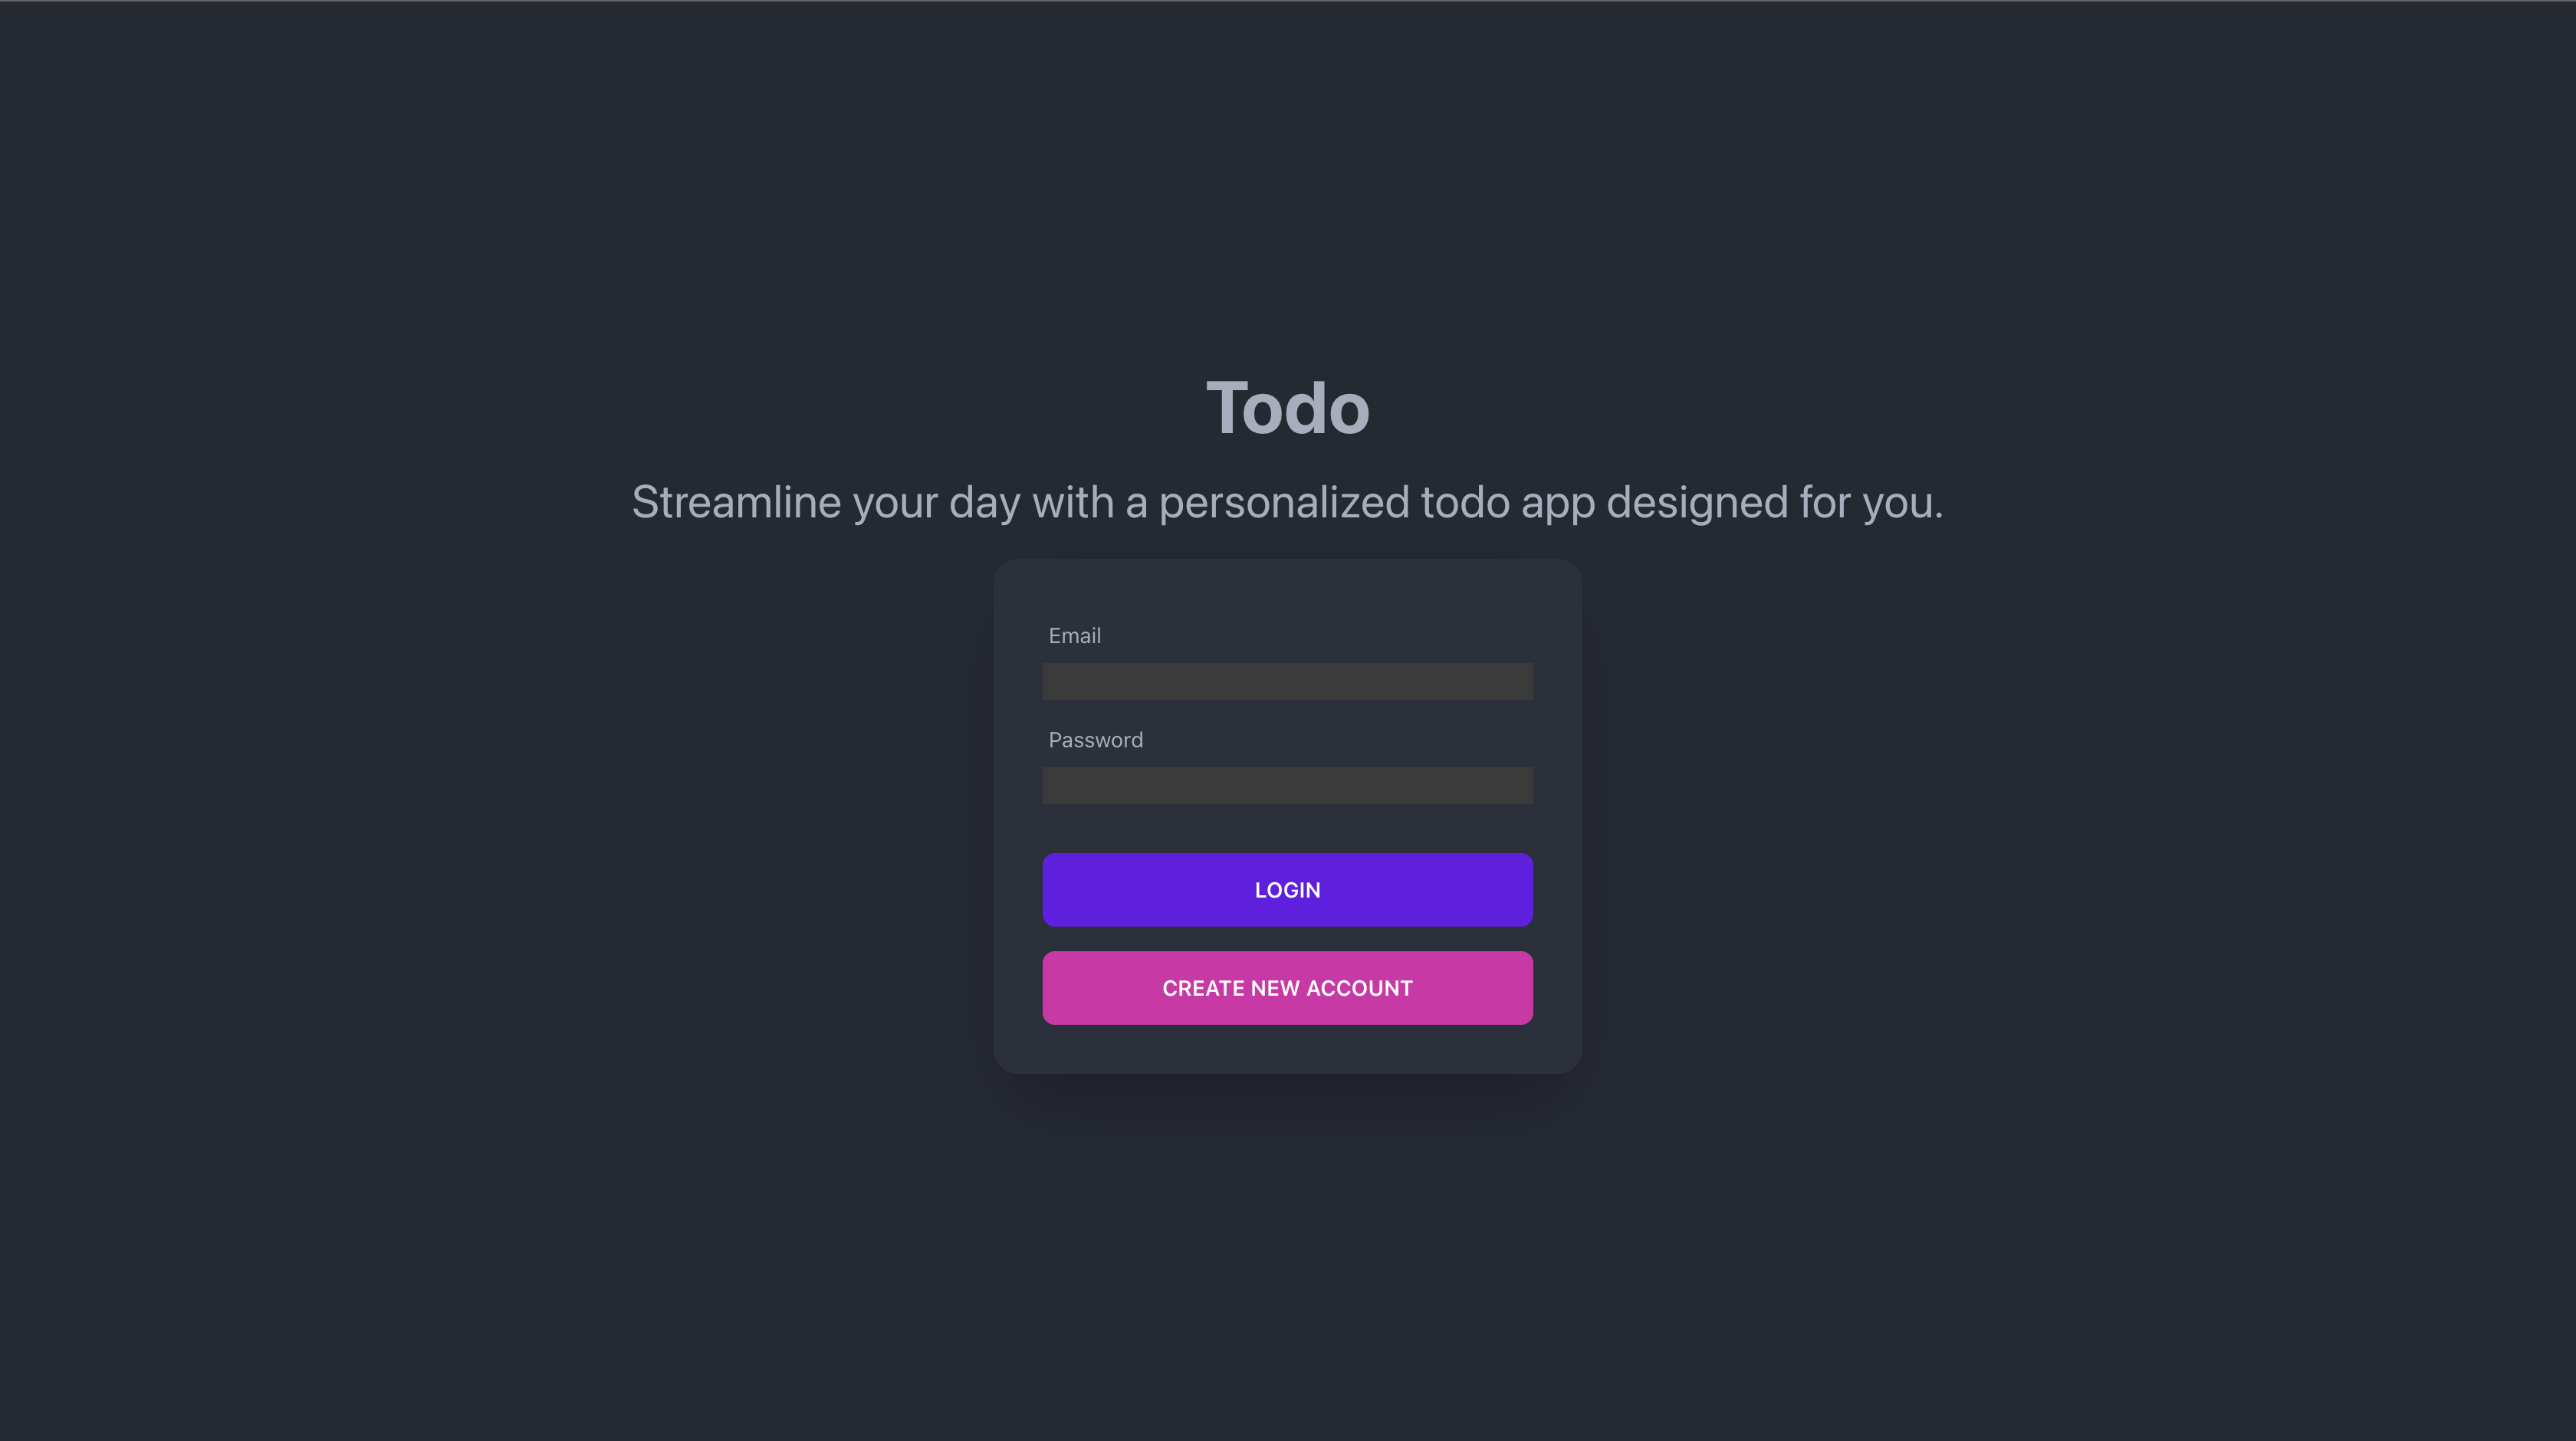 Todo
Streamline your day with a personalized todo app designed for you.
Email
Password
LOGIN
CREATE NEW ACCOUNT